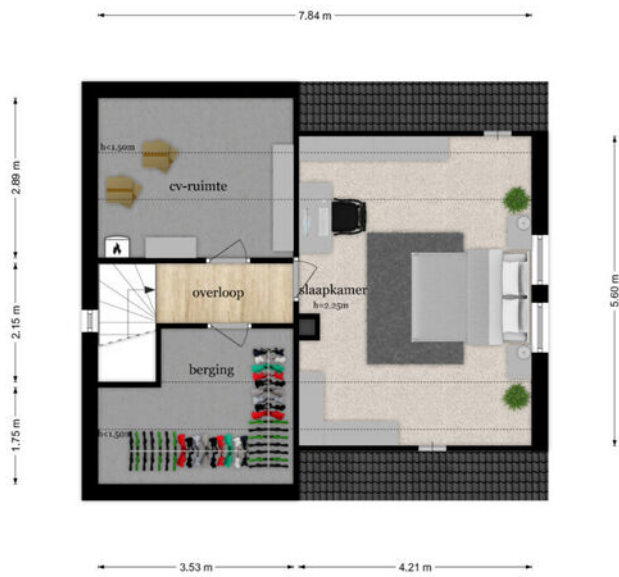 7.84 m
h<1.50m
2.89 m
cv-ruimte
overloop
slaapkamer
h=2.25m
2.15 m
5.60 m
berging
1.75 m
h<1.50m
3.53 m
4.21 m